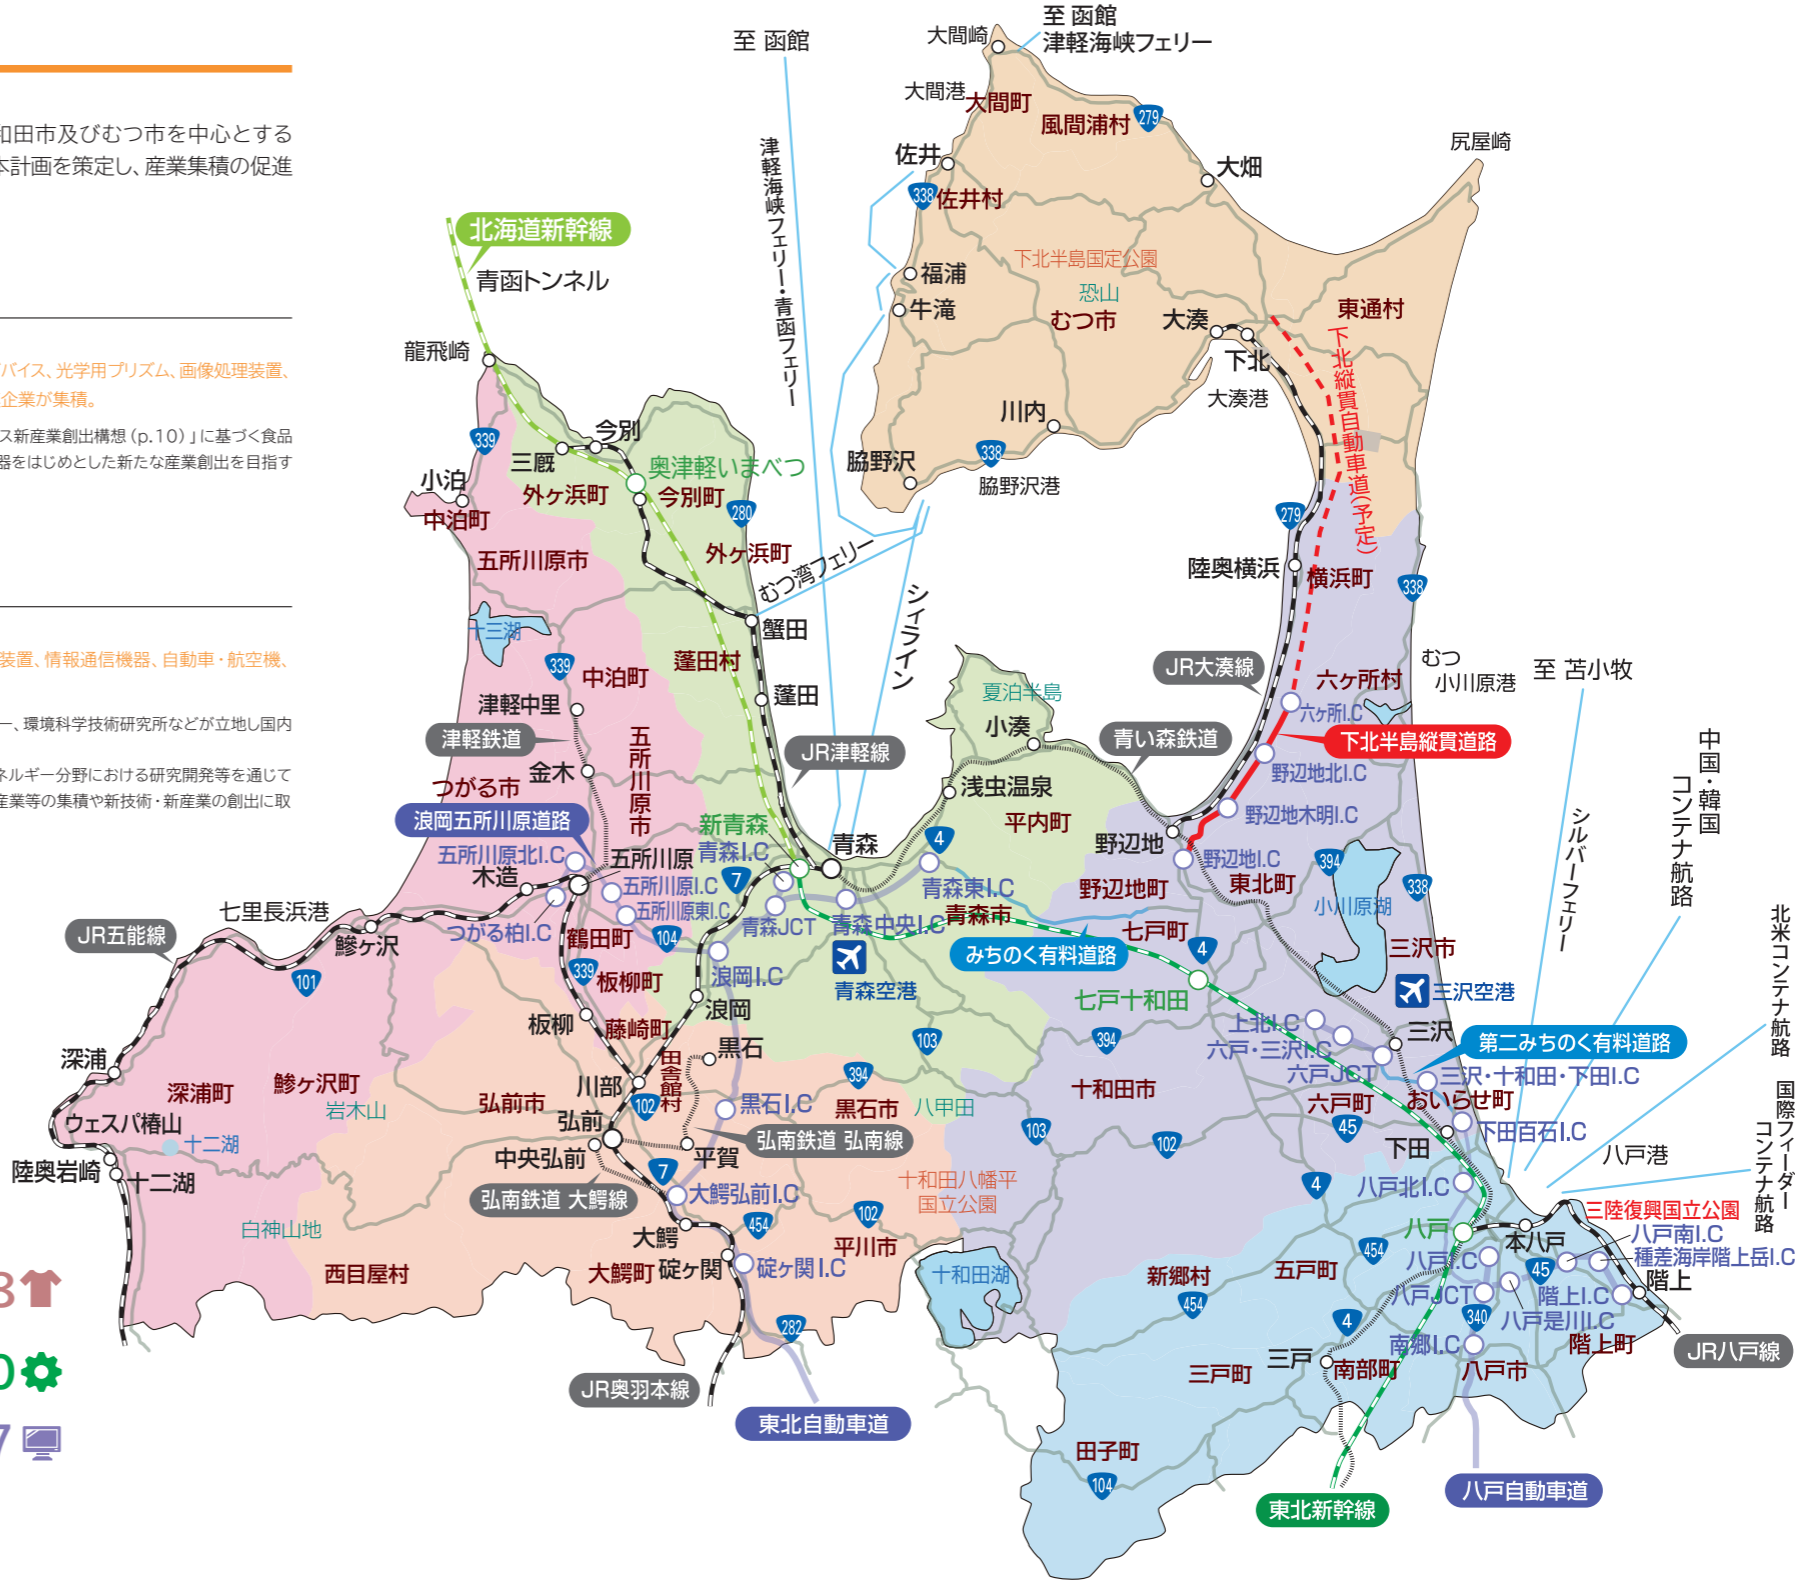 和田市及びむつ市を中心とする
本計画を策定し、産業集積の促進
バイス、光学用プリズム、画像処理装置、
企業が集積。
ス新産業創出構想（p.10）」に基づく食品
器をはじめとした新たな産業創出を目指す
装置、情報通信機器、自動車・航空機、
ー、環境科学技術研究所などが立地し国内
ネルギー分野における研究開発等を通じて
産業等の集積や新技術・新産業の創出に取
3
0
7
至 函館
大間崎
至 函館
津軽海峡フェリー
大間港
大間町
風間浦村
279
津軽海峡フェリー・青函フェリー
佐井
338
佐井村
大畑
尻屋崎
北海道新幹線
青函トンネル
下北半島国定公園
恐山
むつ市
福浦
牛滝
大湊
下北
大湊港
東通村
下北縦貫自動車道(予定)
龍飛崎
339
今別
三厩
奥津軽いまべつ
外ヶ浜町
今別町
280
川内
338
脇野沢
脇野沢港
小泊
中泊町
五所川原市
外ヶ浜町
むつ湾フェリー
シィライン
279
陸奥横浜
横浜町
338
十三湖
339
中泊町
蟹田
蓬田村
蓬田
夏泊半島
小湊
JR大湊線
六ヶ所村
むつ
小川原港
至 苫小牧
六ヶ所I.C
津軽中里
津軽鉄道
五所川原市
JR津軽線
青い森鉄道
下北半島縦貫道路
野辺地北I.C
中国・韓国
コンテナ航路
金木
つがる市
浅虫温泉
平内町
野辺地木明I.C
シルバーフェリー
浪岡五所川原道路
新青森
青森
4
野辺地
野辺地I.C
394
五所川原北I.C
五所川原
青森I.C
木造
五所川原I.C
7
青森東I.C
野辺地町
東北町
338
七里長浜港
五所川原東I.C
青森市
小川原湖
つがる柏I.C
青森JCT
青森中央I.C
七戸町
JR五能線
鰺ヶ沢
鶴田町
104
みちのく有料道路
4
三沢市
北米コンテナ航路
101
339
板柳町
浪岡I.C
青森空港
七戸十和田
三沢空港
浪岡
板柳
藤崎町
上北I.C
103
394
三沢
第二みちのく有料道路
六戸・三沢I.C
六戸JCT
黒石
田舎館村
深浦
深浦町
鰺ヶ沢町
川部
394
三沢・十和田・下田I.C
岩木山
弘前市
102
黒石I.C
黒石市
八甲田
十和田市
六戸町
おいらせ町
国際フィーダー
コンテナ航路
ウェスパ椿山
弘前
弘南鉄道 弘南線
103
102
45
下田百石I.C
十二湖
中央弘前
平賀
下田
八戸港
陸奥岩崎
十二湖
7
大鰐弘前I.C
十和田八幡平
国立公園
4
八戸北I.C
弘南鉄道 大鰐線
454
102
三陸復興国立公園
白神山地
大鰐
平川市
八戸
本八戸
八戸南I.C
454
八戸I.C
45
種差海岸階上岳I.C
西目屋村
大鰐町
碇ヶ関
碇ヶ関I.C
十和田湖
新郷村
五戸町
階上
八戸JCT
階上I.C
454
340
八戸是川I.C
282
4
南郷I.C
階上町
JR八戸線
三戸
南部町
八戸市
三戸町
JR奥羽本線
東北自動車道
田子町
104
八戸自動車道
東北新幹線